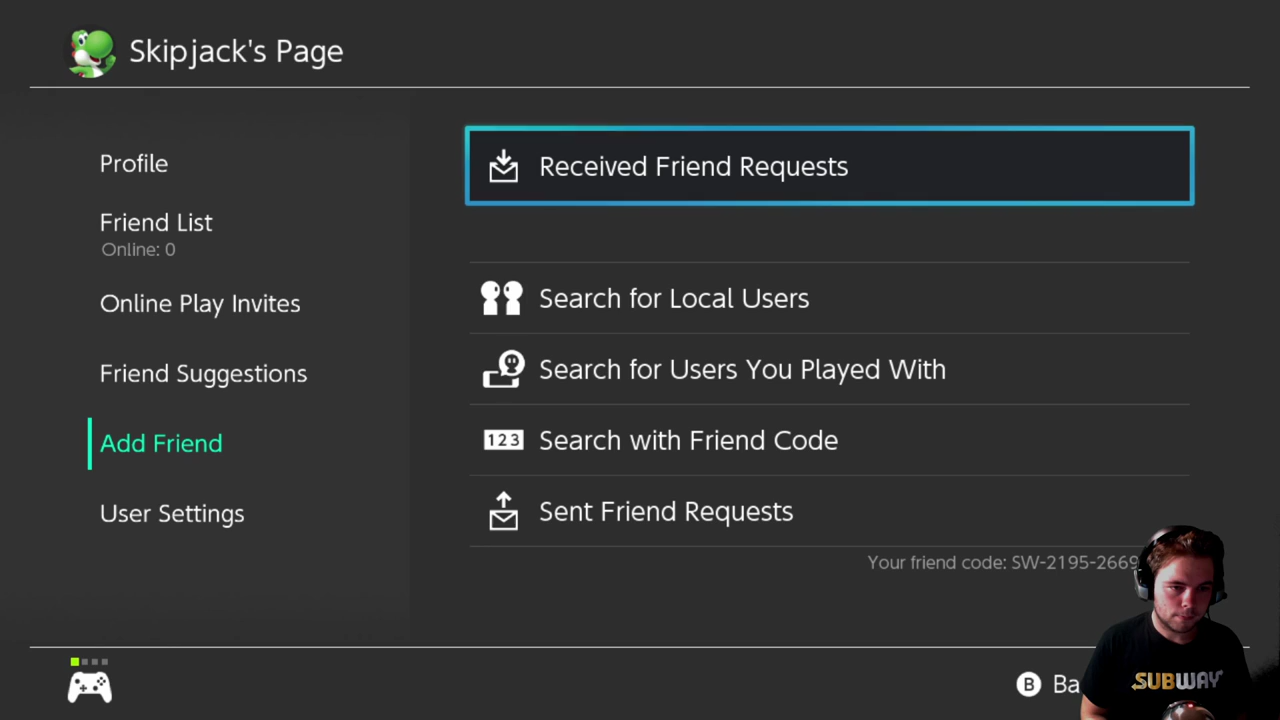 Skipjack's Page
Profile
Friend List
Online: 0
Online Play Invites
Friend Suggestions
Add Friend
User Settings
Received Friend Requests
Search for Local Users
Search for Users You Played With
123 Search with Friend Code
Sent Friend Requests
Your friend code: SW-2195-2669
B
SUBWAY